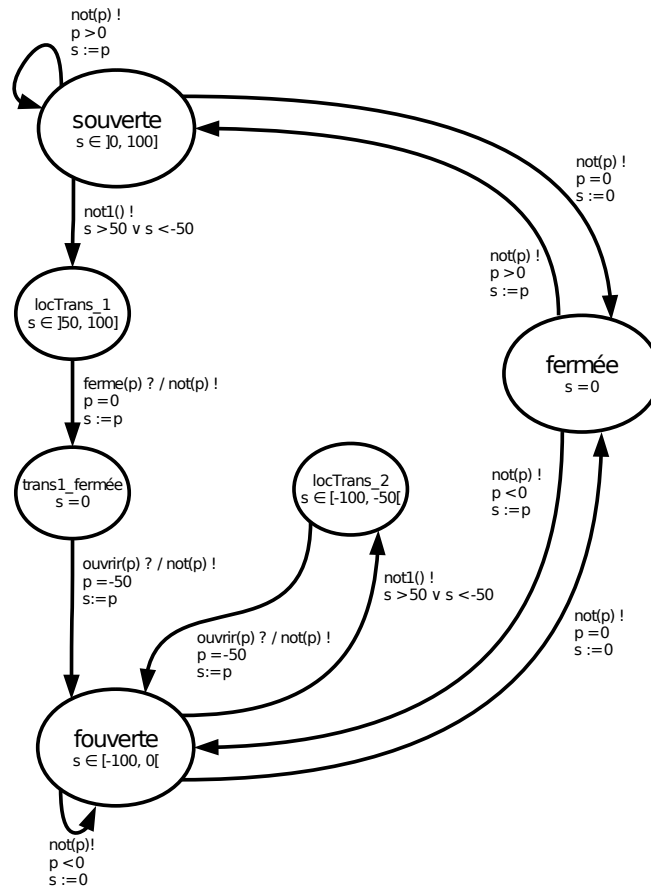 not(p) !
p >0
s :=p
souverte
s ∈ ]0, 100]
not(p) !
p =0
s :=0
not1() !
s >50 ∨ s <-50
not(p) !
p >0
s :=p
locTrans_1
s ∈ ]50, 100]
fermée
s =0
ferme(p) ? / not(p) !
p =0
s :=p
trans1_fermée
s =0
locTrans_2
s ∈ [-100, -50[
not(p) !
p <0
s :=p
ouvrir(p) ? / not(p) !
p =-50
s:=p
not1() !
s >50 ∨ s <-50
ouvrir(p) ? / not(p) !
p =-50
s:=p
not(p) !
p =0
s :=0
fouverte
s ∈ [-100, 0[
not(p)!
p <0
s :=0